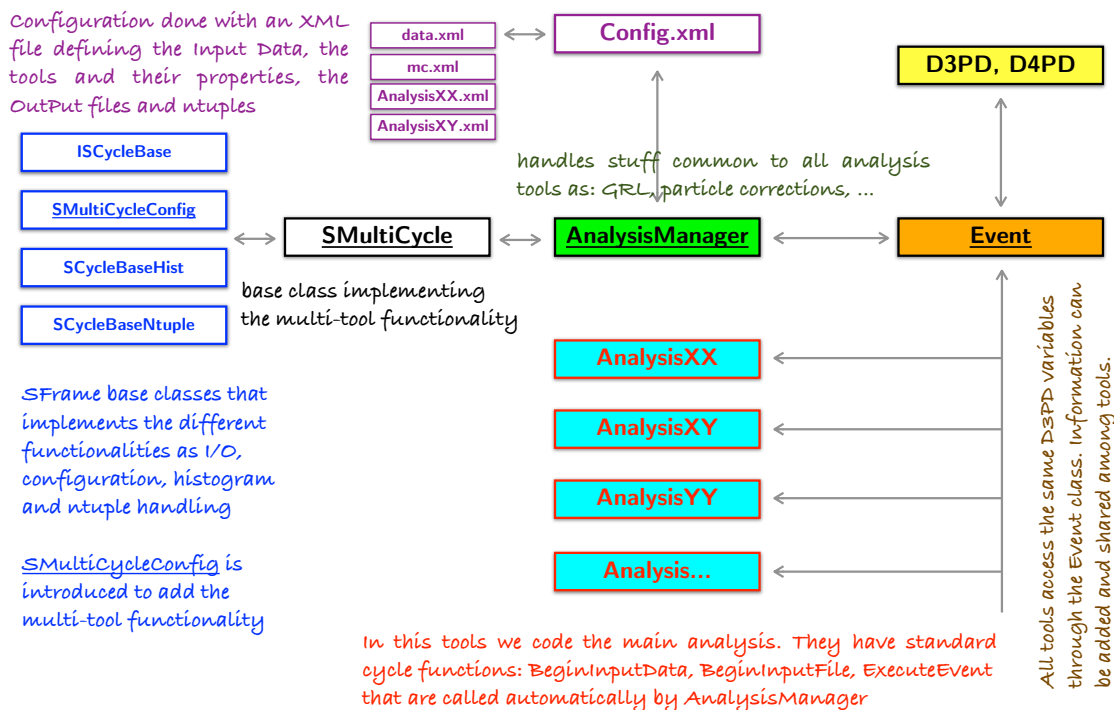 Configuration done with an XML
file defining the Input Data, the
tools and their properties, the
OutPut files and ntuples
data.xml
mc.xml
AnalysisXX.xml
AnalysisXY.xml
Config.xml
D3PD, D4PD
ISCycleBase
SMultiCycleConfig
SCycleBaseHist
SCycleBaseNtuple
handles stuff common to all analysis
tools as: GRL, particle corrections, ...
SMultiCycle
AnalysisManager
Event
base class implementing
the multi-tool functionality
AnalysisXX
AnalysisXY
AnalysisYY
Analysis...
SFrame base classes that
implements the different
functionalities as I/O,
configuration, histogram
and ntuple handling
SMultiCycleConfig is
introduced to add the
multi-tool functionality
In this tools we code the main analysis. They have standard
cycle functions: BeginInputData, BeginInputFile, ExecuteEvent
that are called automatically by AnalysisManager
All tools access the same D3PD variables
through the Event class. Information can
be added and shared among tools.